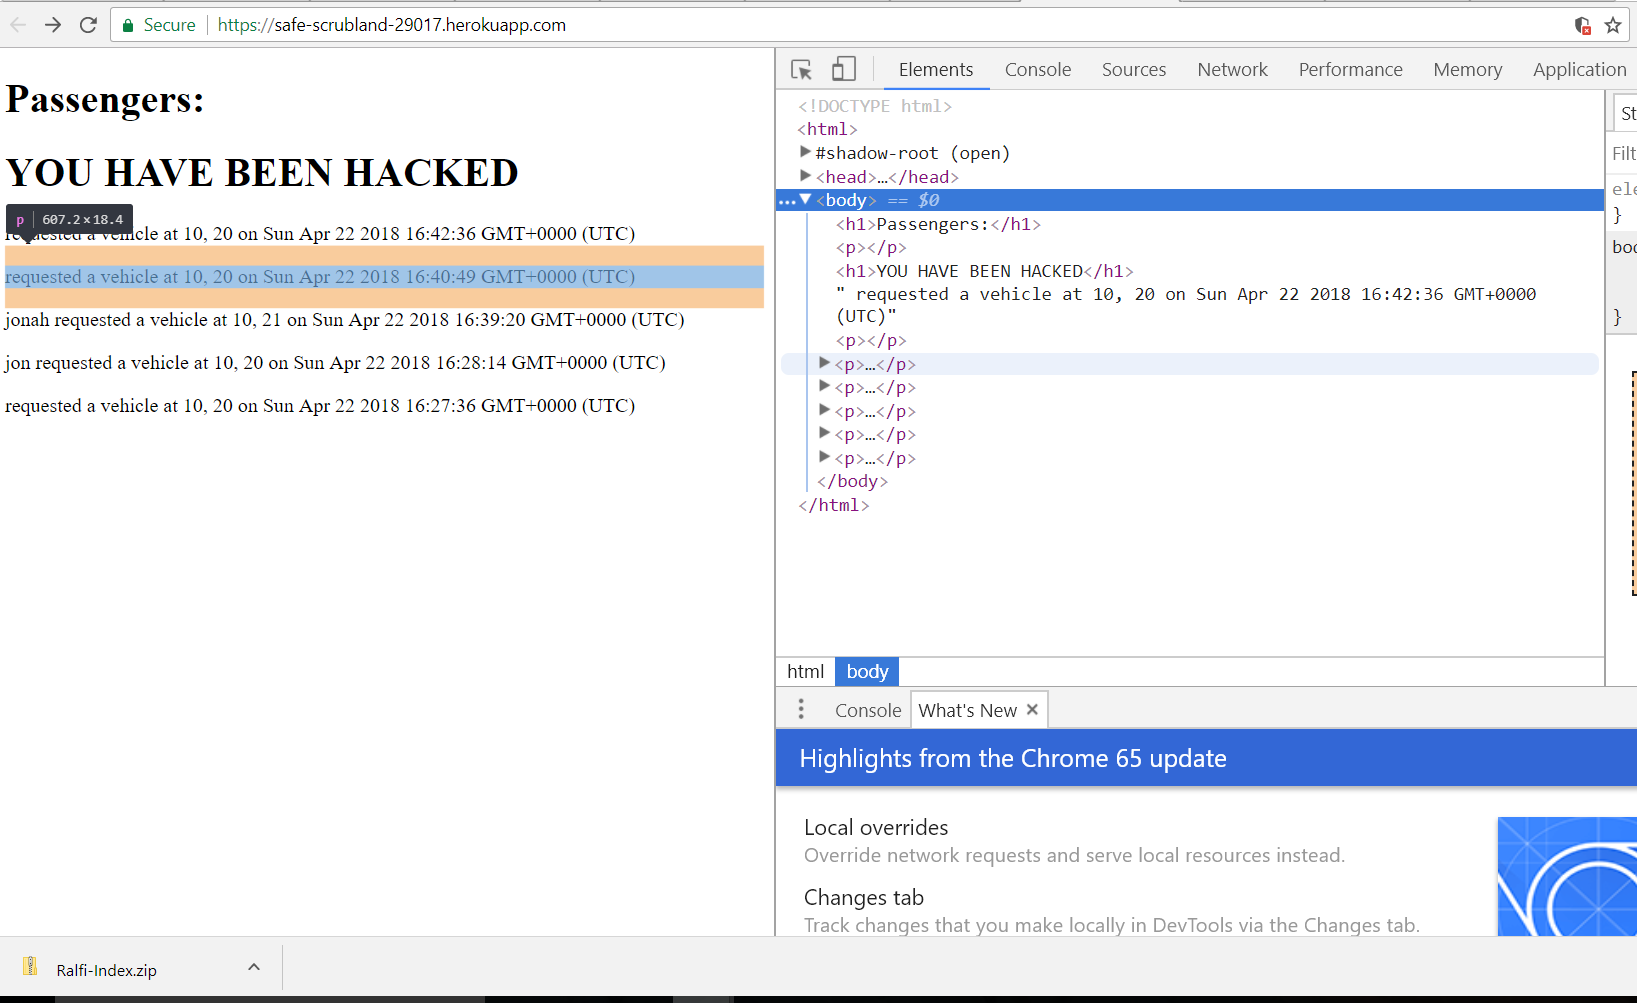 Secure https://safe-scrubland-29017.herokuapp.com
Passengers:
YOU HAVE BEEN HACKED
p 607.2×18.4
requested a vehicle at 10, 20 on Sun Apr 22 2018 16:42:36 GMT+0000 (UTC)
requested a vehicle at 10, 20 on Sun Apr 22 2018 16:40:49 GMT+0000 (UTC)
jonah requested a vehicle at 10, 21 on Sun Apr 22 2018 16:39:20 GMT+0000 (UTC)
jon requested a vehicle at 10, 20 on Sun Apr 22 2018 16:28:14 GMT+0000 (UTC)
requested a vehicle at 10, 20 on Sun Apr 22 2018 16:27:36 GMT+0000 (UTC)
Elements Console Sources Network Performance Memory Application
<!DOCTYPE html>
<html>
#shadow-root (open)
<head>…</head>
…<body> == $0
<h1>Passengers:</h1>
<p></p>
<h1>YOU HAVE BEEN HACKED</h1>
" requested a vehicle at 10, 20 on Sun Apr 22 2018 16:42:36 GMT+0000
(UTC)"
<p></p>
<p>…</p>
<p>…</p>
<p>…</p>
<p>…</p>
<p>…</p>
</body>
</html>
St
Filt
ele
}
boo
}
html body
Console What's New ×
Highlights from the Chrome 65 update
Local overrides
Override network requests and serve local resources instead.
Changes tab
Track changes that you make locally in DevTools via the Changes tab.
Ralfi-Index.zip